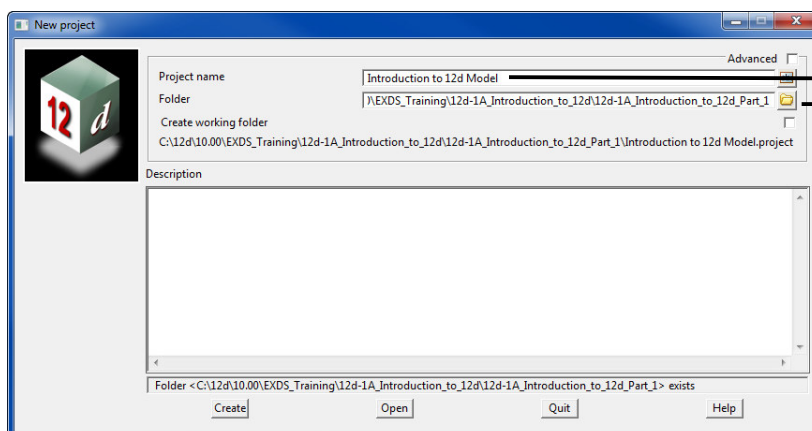 New project
Advanced
Project name
Introduction to 12d Model
Folder
)\EXDS_Training\12d-1A_Introduction_to_12d\12d-1A_Introduction_to_12d_Part_1
Create working folder
C:\12d\10.00\EXDS_Training\12d-1A_Introduction_to_12d\12d-1A_Introduction_to_12d_Part_1\Introduction to 12d Model.project
12 d
Description
Folder <C:\12d\10.00\EXDS_Training\12d-1A_Introduction_to_12d\12d-1A_Introduction_to_12d_Part_1> exists
Create
Open
Quit
Help